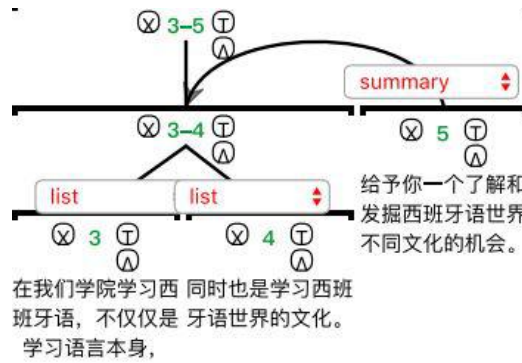 3–5
summary
3–4
5
list
list
3
4
给予你一个了解和
发掘西班牙语世界
不同文化的机会。
在我们学院学习西
班牙语，不仅仅是
学习语言本身，
同时也是学习西班
牙语世界的文化。